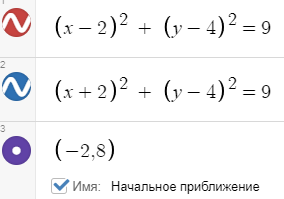 1
(x − 2)² + (y − 4)² = 9
2
(x + 2)² + (y − 4)² = 9
3
(−2,8)
Имя: Начальное приближение